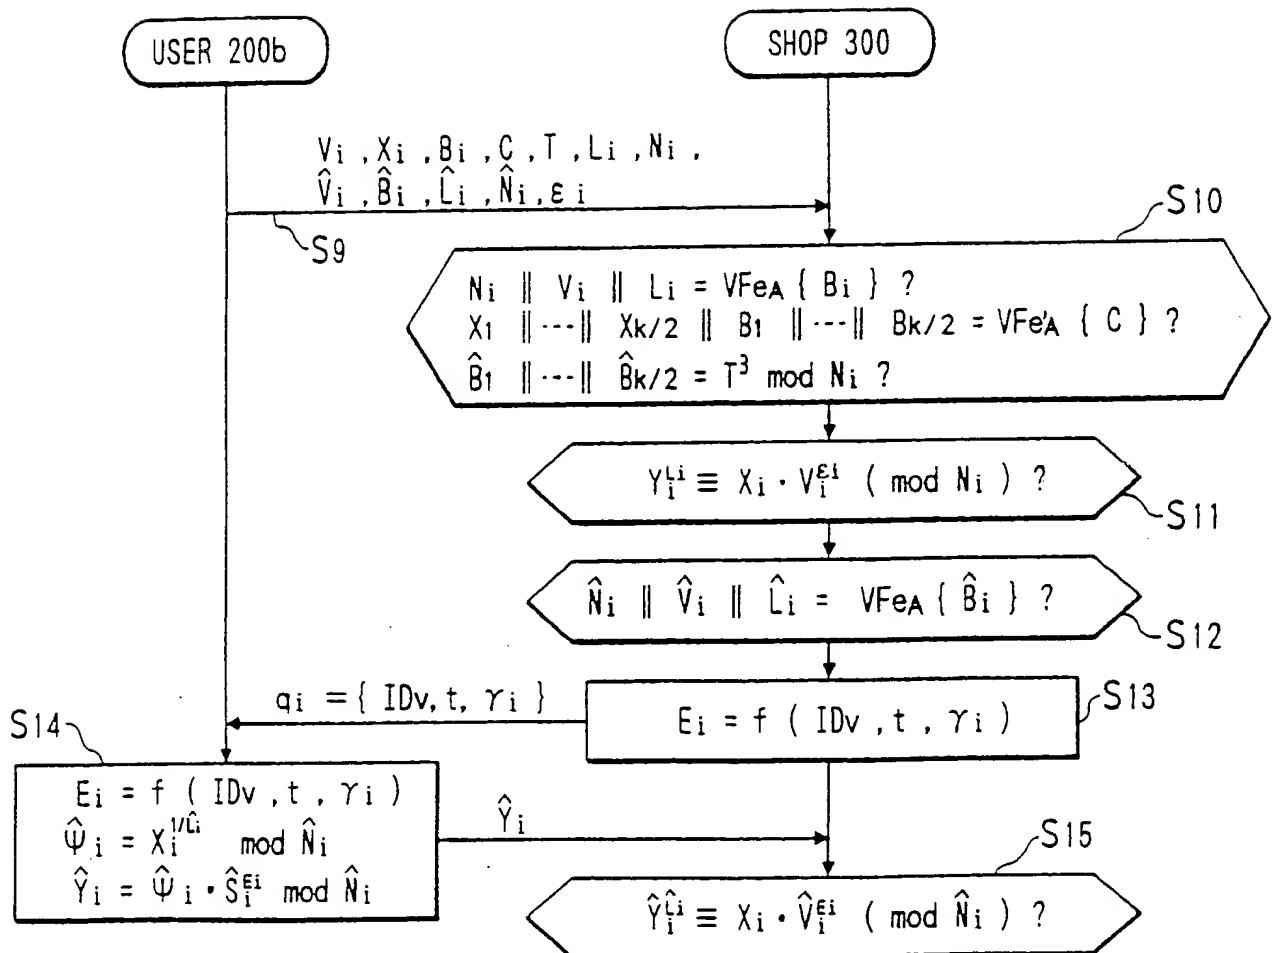 USER 200b
SHOP 300
Vi , Xi , Bi , C , T , Li , Ni ,
V̂i , B̂i , L̂i , N̂i , εi
S9
S10
Ni ‖ Vi ‖ Li = VFeA { Bi } ?
X1 ‖---‖ Xk/2 ‖ B1 ‖---‖ Bk/2 = VFe'A { C } ?
B̂1 ‖---‖ B̂k/2 = T³ mod Ni ?
Yi^Li ≡ Xi · Vi^εi ( mod Ni ) ?
S11
N̂i ‖ V̂i ‖ L̂i = VFeA { B̂i } ?
S12
qi = { IDv, t, γi }
Ei = f ( IDv , t , γi )
S13
S14
Ei = f ( IDv , t , γi )
Ψ̂i = Xi^1/L̂i mod N̂i
Ŷi = Ψ̂i · Ŝi^Ei mod N̂i
Ŷi
S15
Ŷi^L̂i ≡ Xi · V̂i^Ei ( mod N̂i ) ?